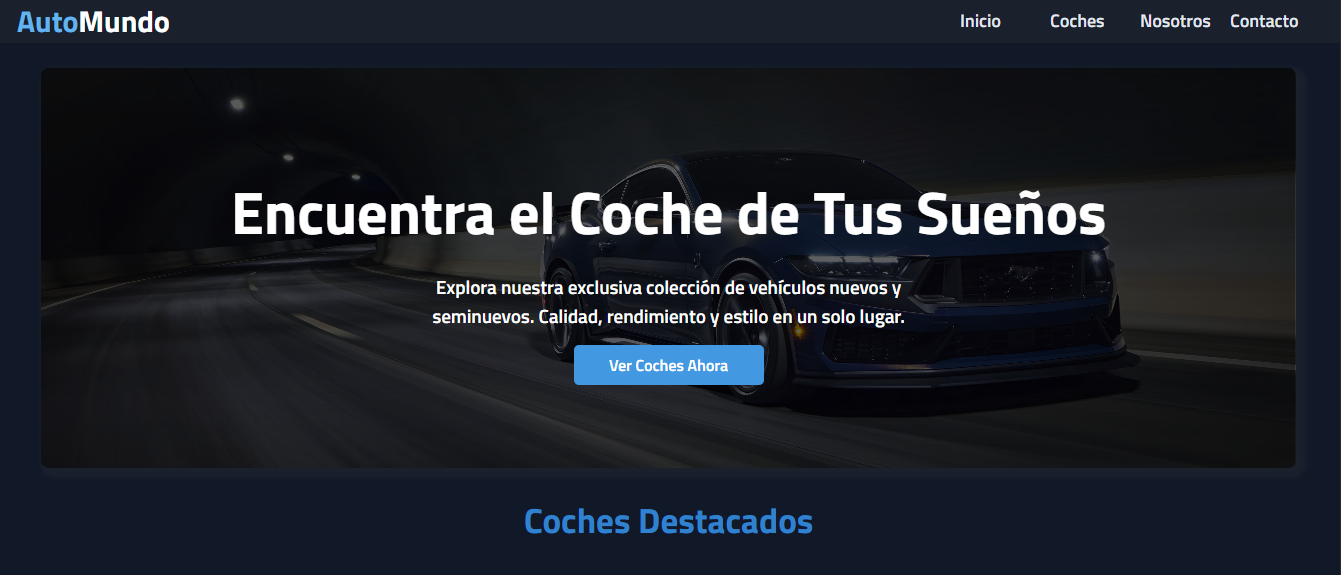 AutoMundo
Inicio Coches Nosotros Contacto
Encuentra el Coche de Tus Sueños
Explora nuestra exclusiva colección de vehículos nuevos y
seminuevos. Calidad, rendimiento y estilo en un solo lugar.
Ver Coches Ahora
Coches Destacados